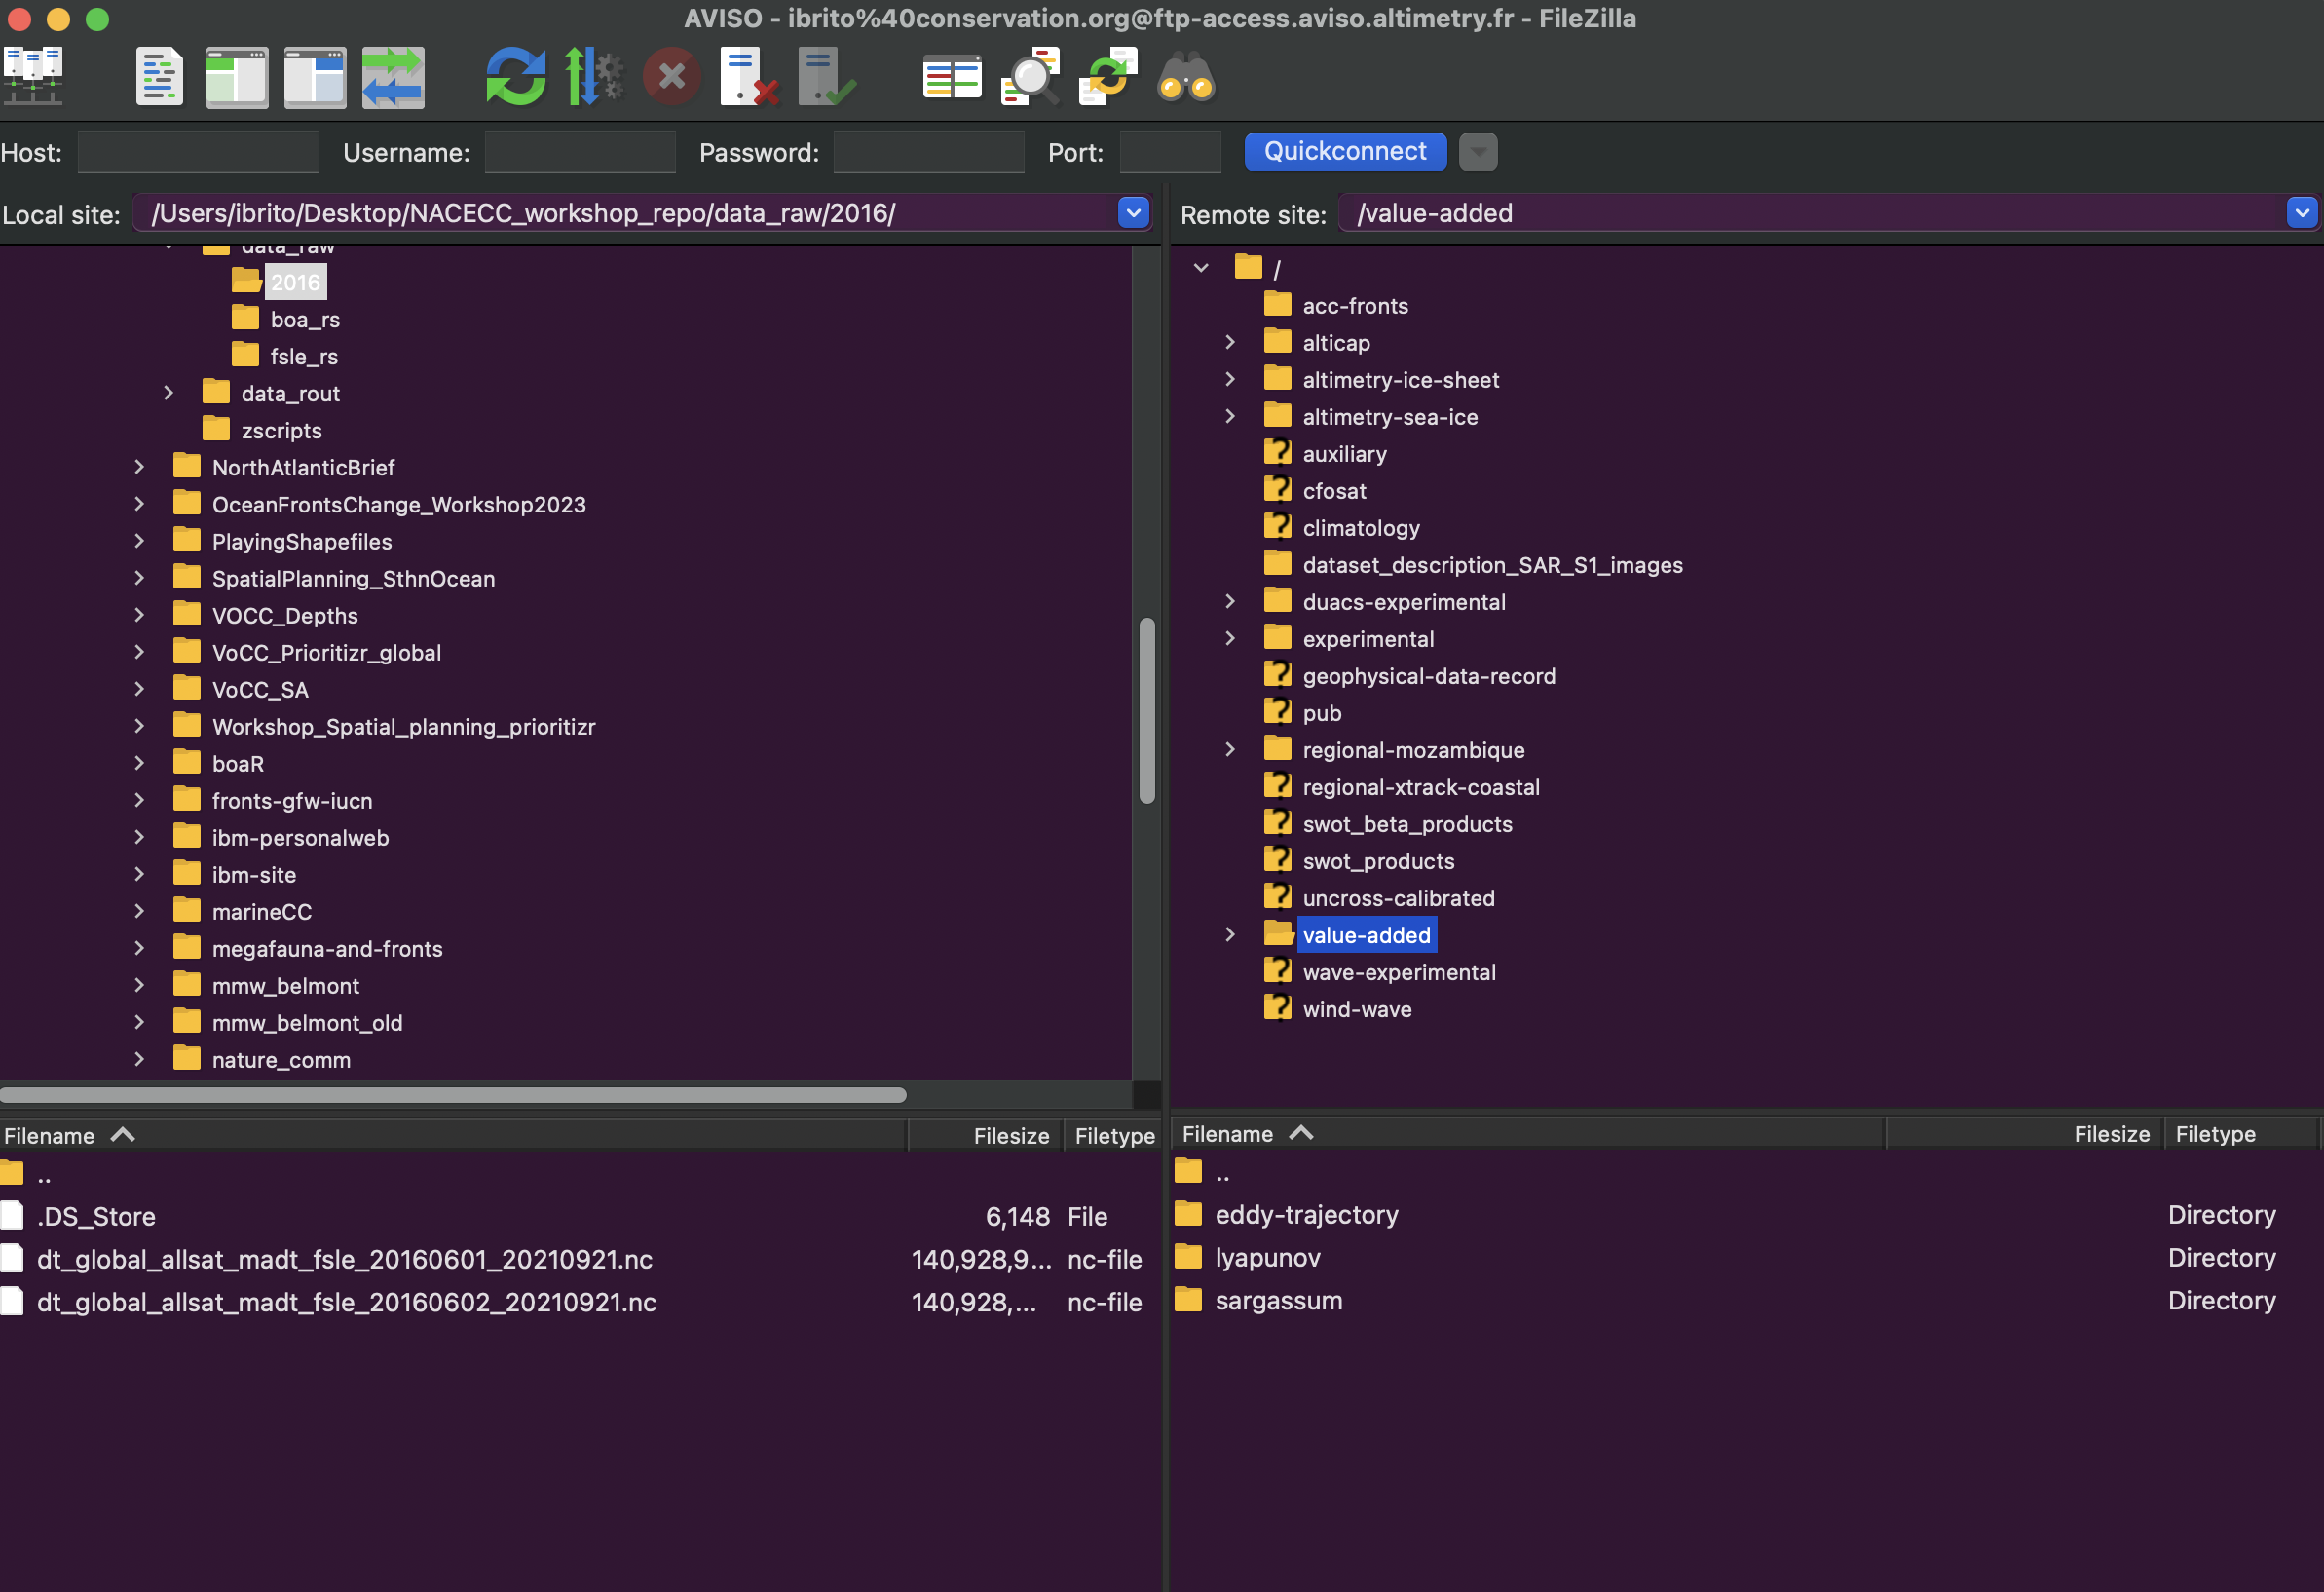 AVISO - ibrito%40conservation.org@ftp-access.aviso.altimetry.fr - FileZilla
Host: Username: Password: Port: Quickconnect
Local site: /Users/ibrito/Desktop/NACECC_workshop_repo/data_raw/2016/
data_raw
2016
boa_rs
fsle_rs
data_rout
zscripts
NorthAtlanticBrief
OceanFrontsChange_Workshop2023
PlayingShapefiles
SpatialPlanning_SthnOcean
VOCC_Depths
VoCC_Prioritizr_global
VoCC_SA
Workshop_Spatial_planning_prioritizr
boaR
fronts-gfw-iucn
ibm-personalweb
ibm-site
marineCC
megafauna-and-fronts
mmw_belmont
mmw_belmont_old
nature_comm
Filename Filesize Filetype
..
.DS_Store 6,148 File
dt_global_allsat_madt_fsle_20160601_20210921.nc 140,928,9... nc-file
dt_global_allsat_madt_fsle_20160602_20210921.nc 140,928,... nc-file
Remote site: /value-added
/
acc-fronts
alticap
altimetry-ice-sheet
altimetry-sea-ice
auxiliary
cfosat
climatology
dataset_description_SAR_S1_images
duacs-experimental
experimental
geophysical-data-record
pub
regional-mozambique
regional-xtrack-coastal
swot_beta_products
swot_products
uncross-calibrated
value-added
wave-experimental
wind-wave
Filename Filesize Filetype
..
eddy-trajectory Directory
lyapunov Directory
sargassum Directory